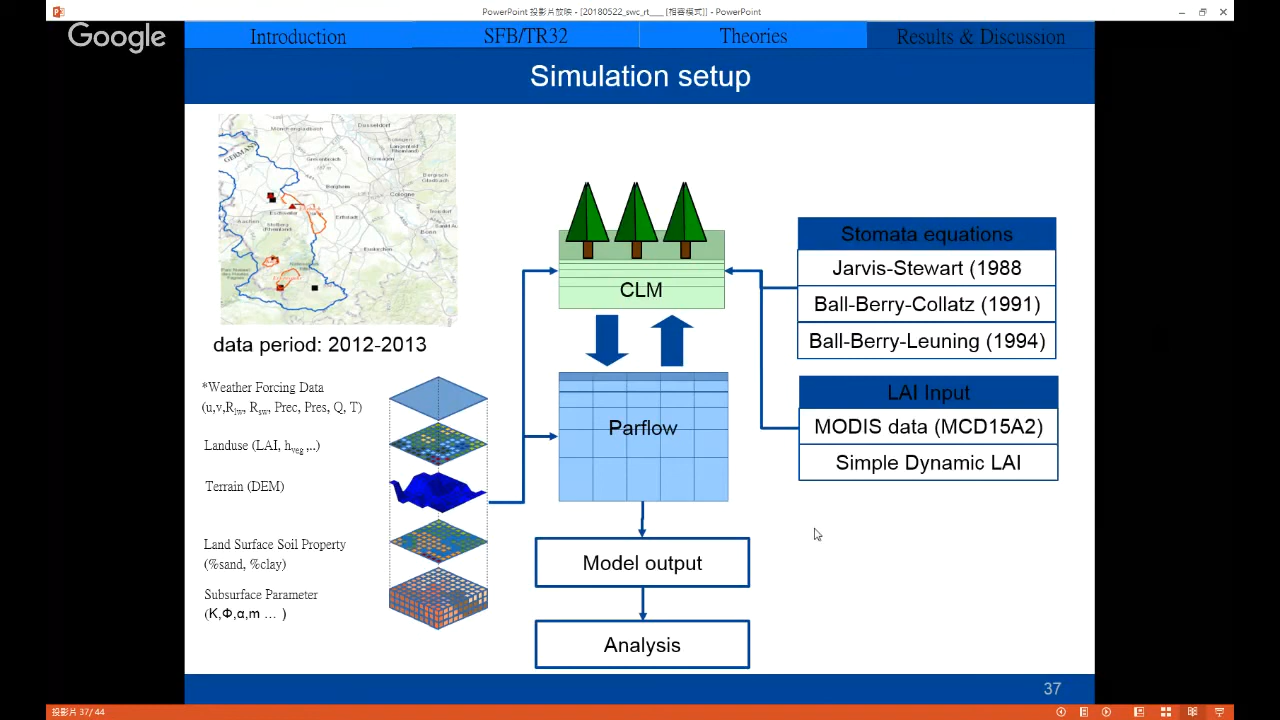 PowerPoint 投影片放映 - [20180522_swc_rt___ [相容模式]] - PowerPoint
Google
Introduction
SFB/TR32
Theories
Results & Discussion
Simulation setup
GERMANY
Düsseldorf
Cologne
Bergheim
Aachen
Erftstadt
Euskirchen
Bonn
data period: 2012-2013
*Weather Forcing Data
(u,v,Rlw, Rsw, Prec, Pres, Q, T)
Landuse (LAI, hveg ,..)
Terrain (DEM)
Land Surface Soil Property
(%sand, %clay)
Subsurface Parameter
(K,Φ,α,m … )
CLM
Parflow
Model output
Analysis
Stomata equations
Jarvis-Stewart (1988
Ball-Berry-Collatz (1991)
Ball-Berry-Leuning (1994)
LAI Input
MODIS data (MCD15A2)
Simple Dynamic LAI
37
投影片 37/ 44